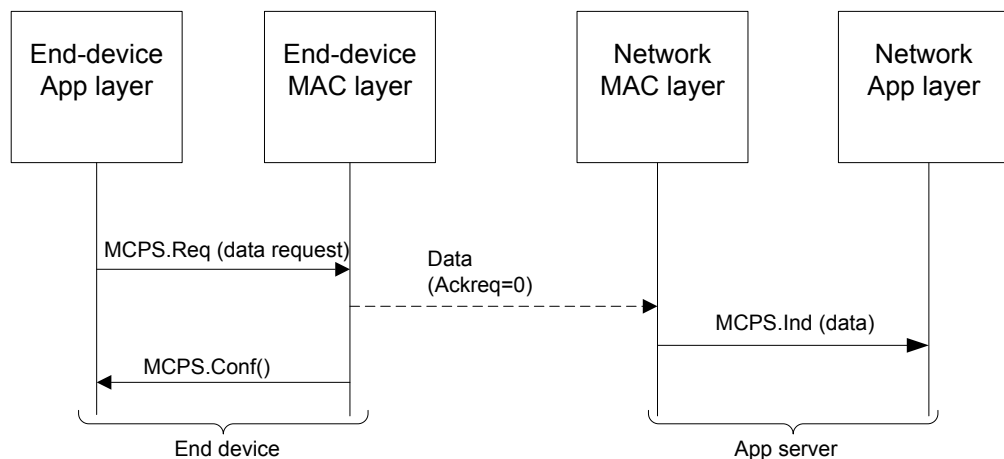 End-device
App layer
End-device
MAC layer
Network
MAC layer
Network
App layer
MCPS.Req (data request)
Data
(Ackreq=0)
MCPS.Ind (data)
MCPS.Conf()
End device
App server